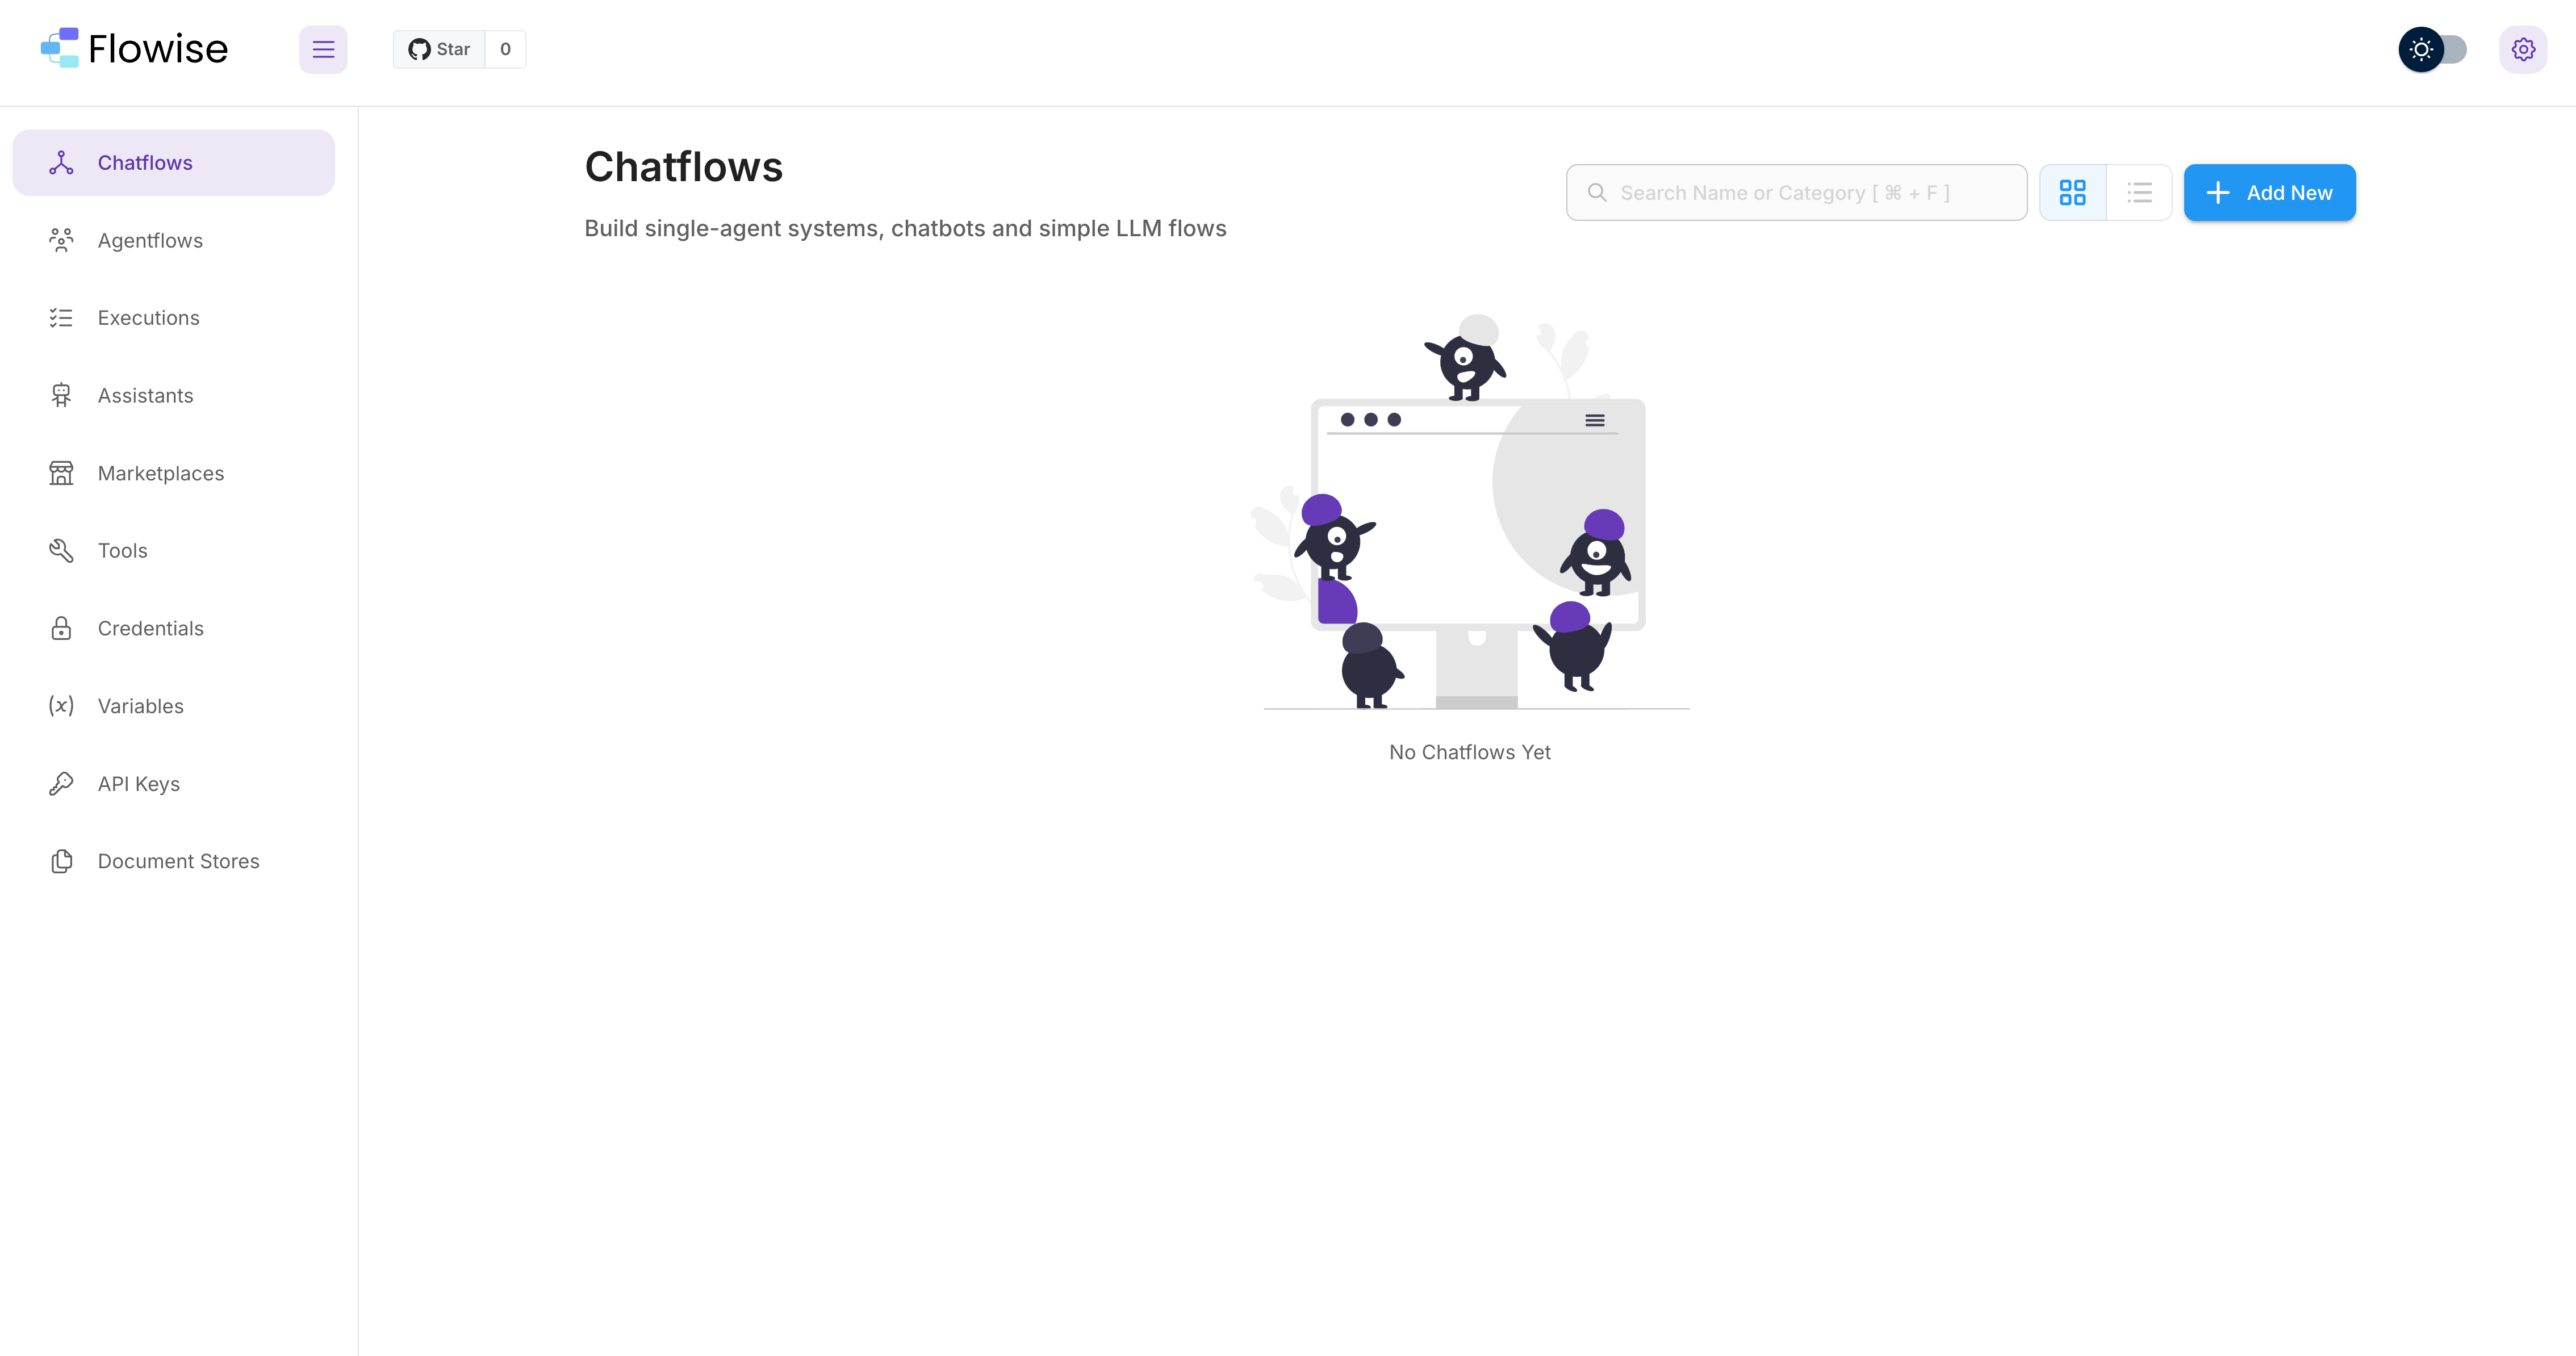 Flowise
Star 0
Chatflows
Agentflows
Executions
Assistants
Marketplaces
Tools
Credentials
(x) Variables
API Keys
Document Stores
Chatflows
Build single-agent systems, chatbots and simple LLM flows
Search Name or Category [ ⌘ + F ]
Add New
No Chatflows Yet